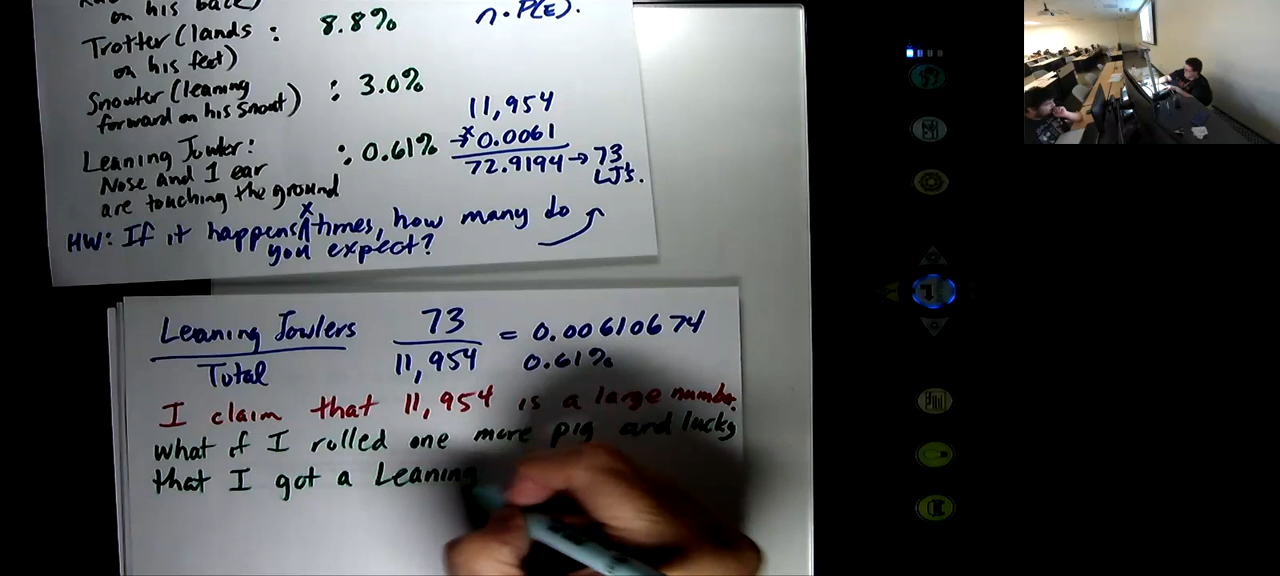 on his back)
n·P(E).
Trotter (lands : 8.8%
on his feet)
Snowter (leaning : 3.0%
forward on his snout)
11,954
x 0.0061
72.9194 → 73
LJ's.
Leaning Jowler: : 0.61%
Nose and 1 ear
are touching the ground
HW: If it happens x times, how many do
you expect?
Leaning Jowlers 73 = 0.00610674
Total 11,954 0.61%
I claim that 11,954 is a large number.
What if I rolled one more pig and lucky
that I got a Leaning